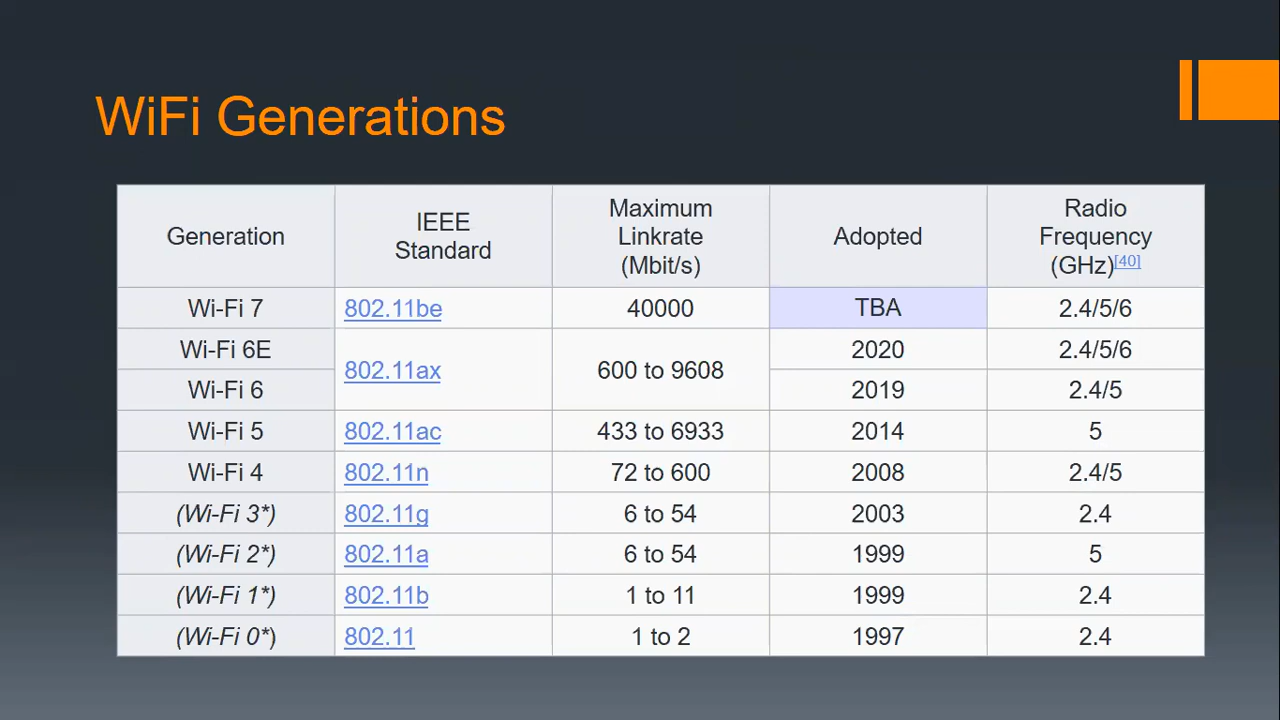 WiFi Generations
Generation
IEEE
Standard
Maximum
Linkrate
(Mbit/s)
Adopted
Radio
Frequency
(GHz)[40]
Wi-Fi 7 802.11be 40000 TBA 2.4/5/6
Wi-Fi 6E 802.11ax 600 to 9608 2020 2.4/5/6
Wi-Fi 6 2019 2.4/5
Wi-Fi 5 802.11ac 433 to 6933 2014 5
Wi-Fi 4 802.11n 72 to 600 2008 2.4/5
(Wi-Fi 3*) 802.11g 6 to 54 2003 2.4
(Wi-Fi 2*) 802.11a 6 to 54 1999 5
(Wi-Fi 1*) 802.11b 1 to 11 1999 2.4
(Wi-Fi 0*) 802.11 1 to 2 1997 2.4